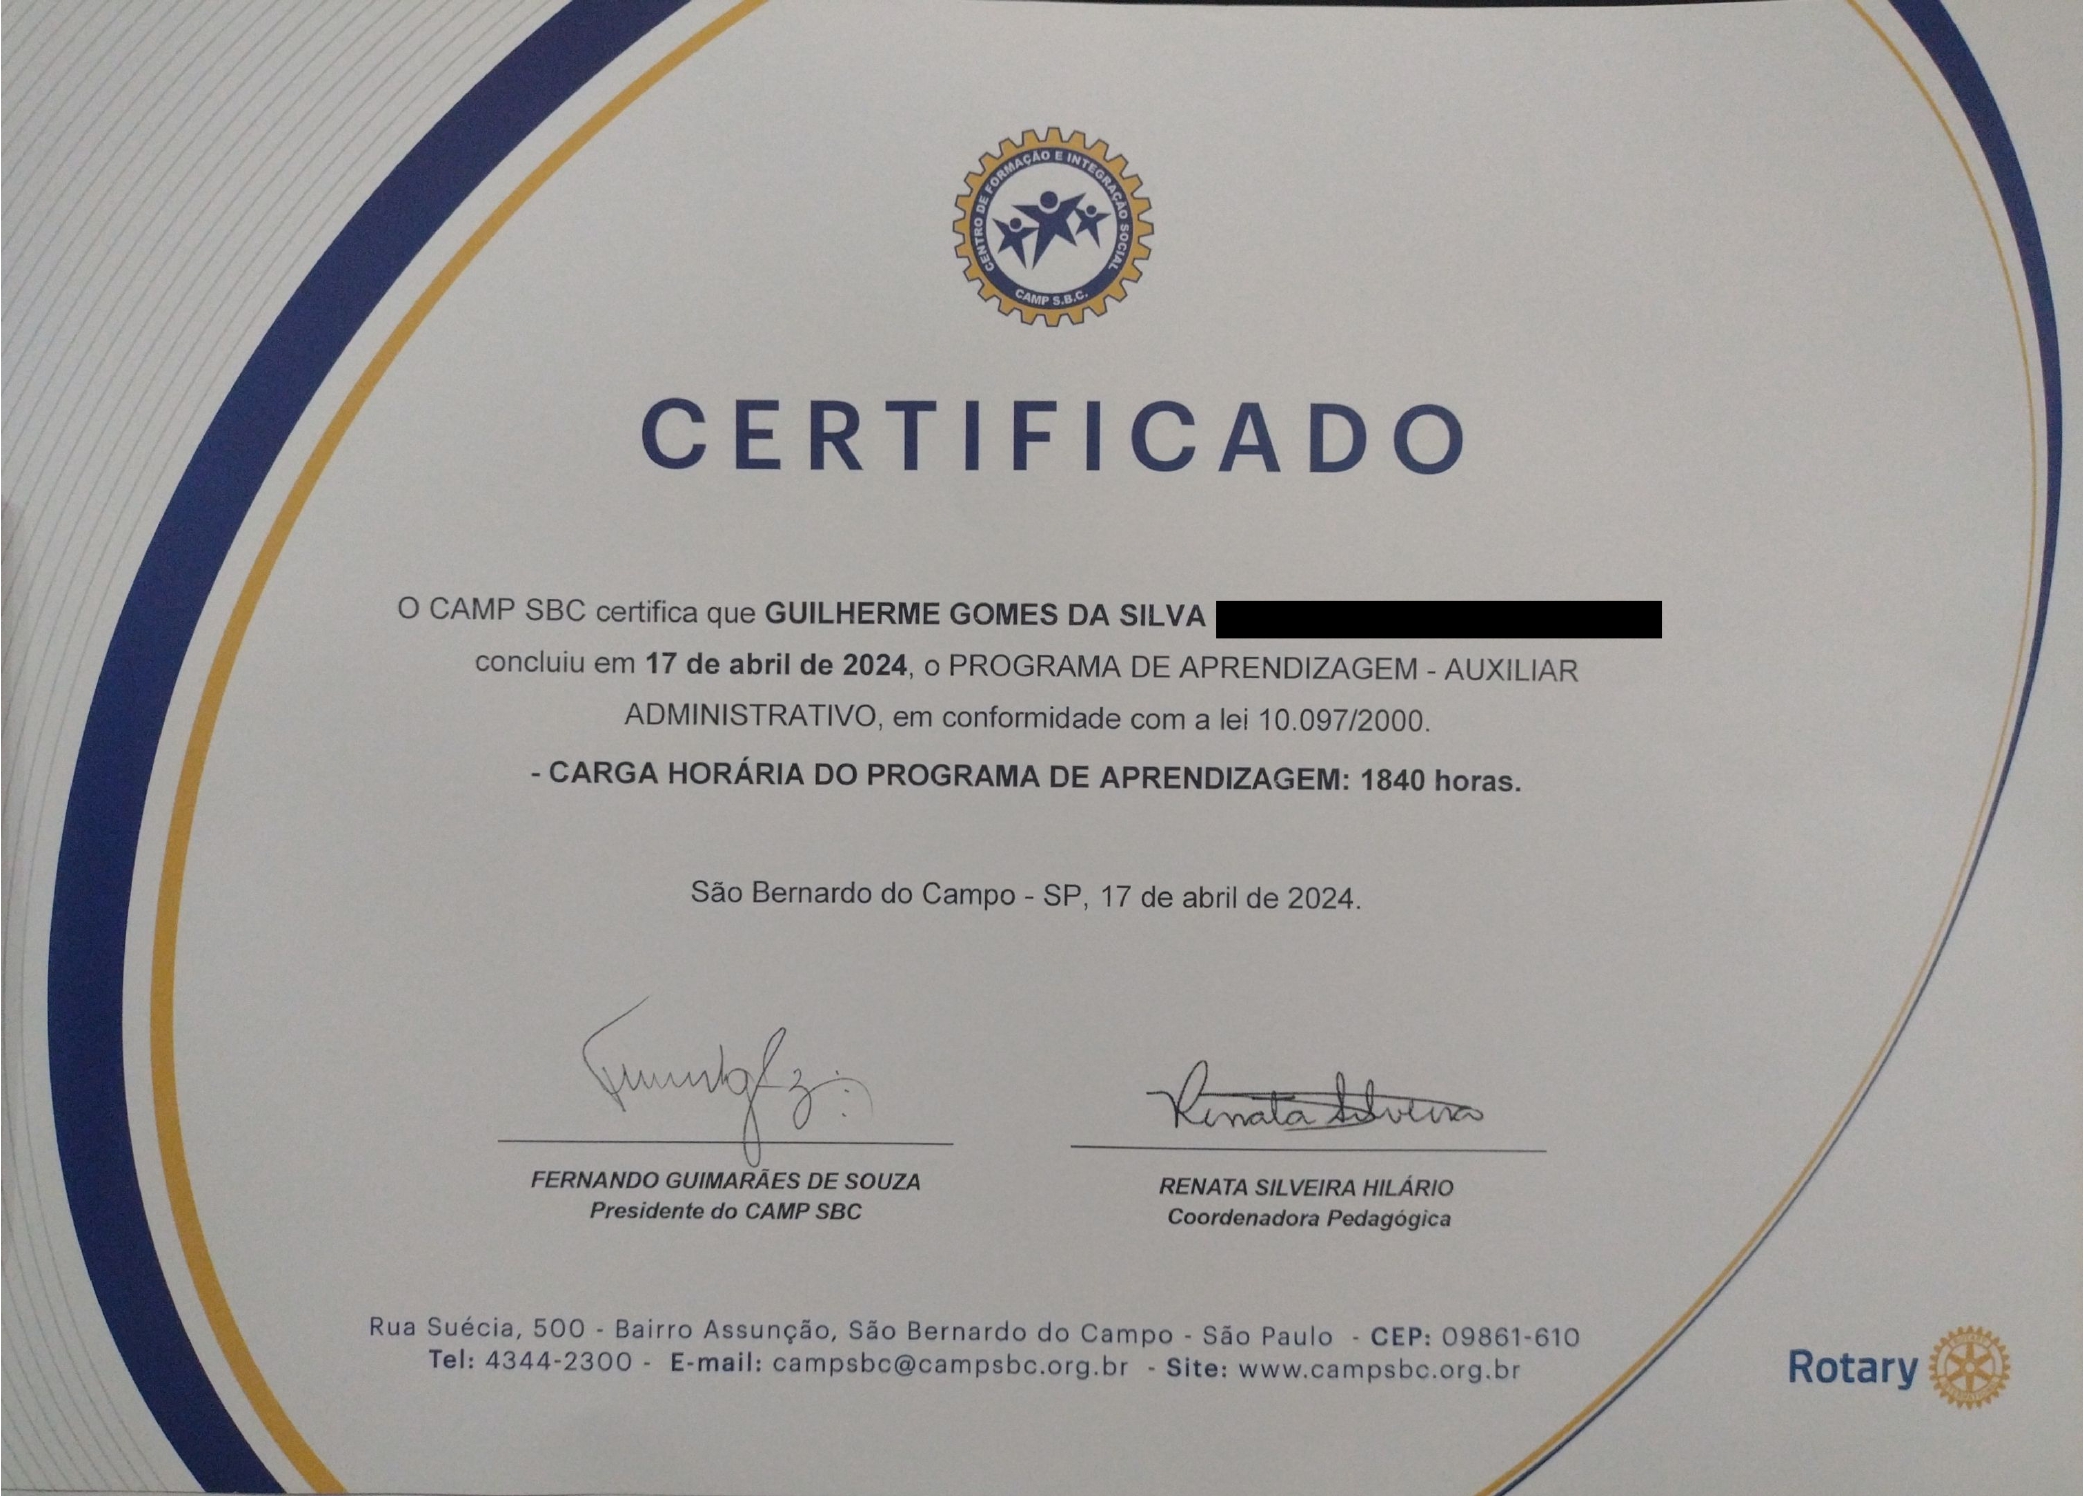 CENTRO DE FORMAÇÃO E INTEGRAÇÃO SOCIAL
CAMP S.B.C.
CERTIFICADO
O CAMP SBC certifica que GUILHERME GOMES DA SILVA
concluiu em 17 de abril de 2024, o PROGRAMA DE APRENDIZAGEM - AUXILIAR
ADMINISTRATIVO, em conformidade com a lei 10.097/2000.
- CARGA HORÁRIA DO PROGRAMA DE APRENDIZAGEM: 1840 horas.
São Bernardo do Campo - SP, 17 de abril de 2024.
Renata Silveira
FERNANDO GUIMARÃES DE SOUZA
Presidente do CAMP SBC
RENATA SILVEIRA HILÁRIO
Coordenadora Pedagógica
Rua Suécia, 500 - Bairro Assunção, São Bernardo do Campo - São Paulo - CEP: 09861-610
Tel: 4344-2300 - E-mail: campsbc@campsbc.org.br - Site: www.campsbc.org.br
Rotary